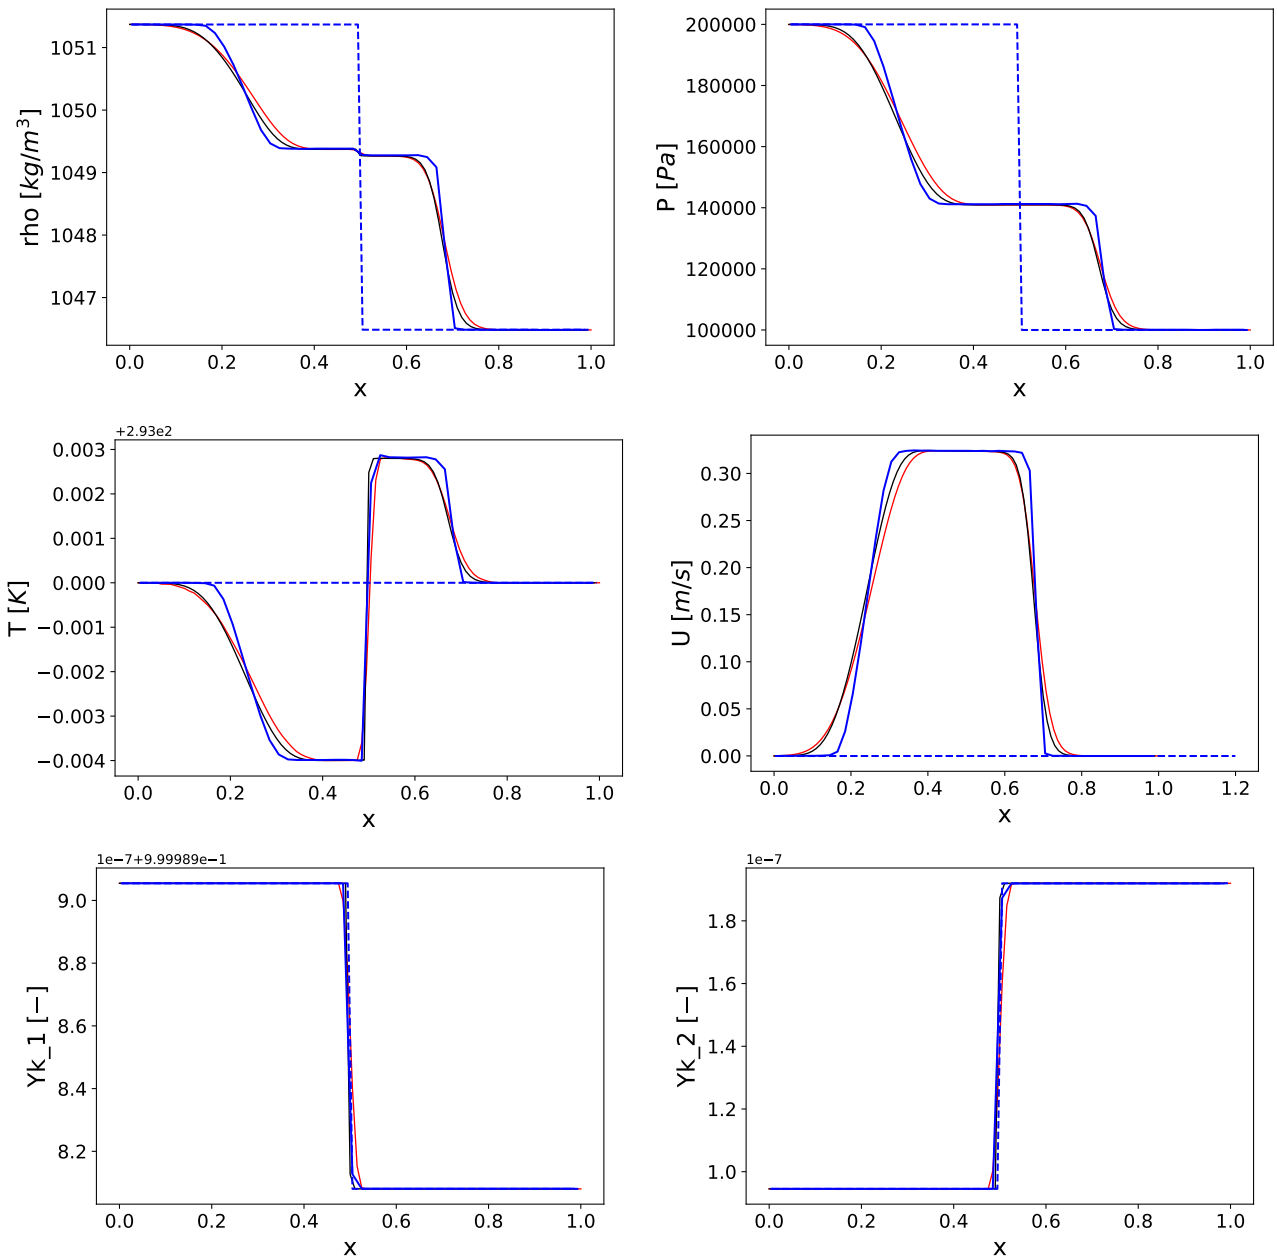 rho [kg/m³]
1051
1050
1049
1048
1047
0.0 0.2 0.4 0.6 0.8 1.0
x
P [Pa]
200000
180000
160000
140000
120000
100000
0.0 0.2 0.4 0.6 0.8 1.0
x
+2.93e2
T [K]
0.003
0.002
0.001
0.000
−0.001
−0.002
−0.003
−0.004
0.0 0.2 0.4 0.6 0.8 1.0
x
U [m/s]
0.30
0.25
0.20
0.15
0.10
0.05
0.00
0.0 0.2 0.4 0.6 0.8 1.0 1.2
x
1e−7+9.99989e−1
Yk_1 [−]
9.0
8.8
8.6
8.4
8.2
0.0 0.2 0.4 0.6 0.8 1.0
x
1e−7
Yk_2 [−]
1.8
1.6
1.4
1.2
1.0
0.0 0.2 0.4 0.6 0.8 1.0
x